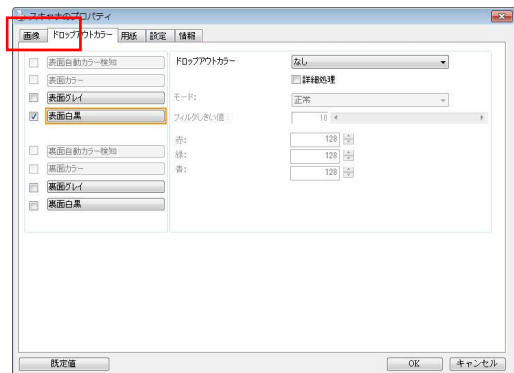 スキャナのプロパティ
画像 ドロップアウトカラー 用紙 設定 情報
表面自動カラー検知 ドロップアウトカラー なし
表面カラー 詳細処理
表面グレイ モード: 正常
表面白黒 フィルタしきい値: 10
赤: 128
裏面自動カラー検知 緑: 128
裏面カラー 青: 128
裏面グレイ
裏面白黒
既定値 OK キャンセル